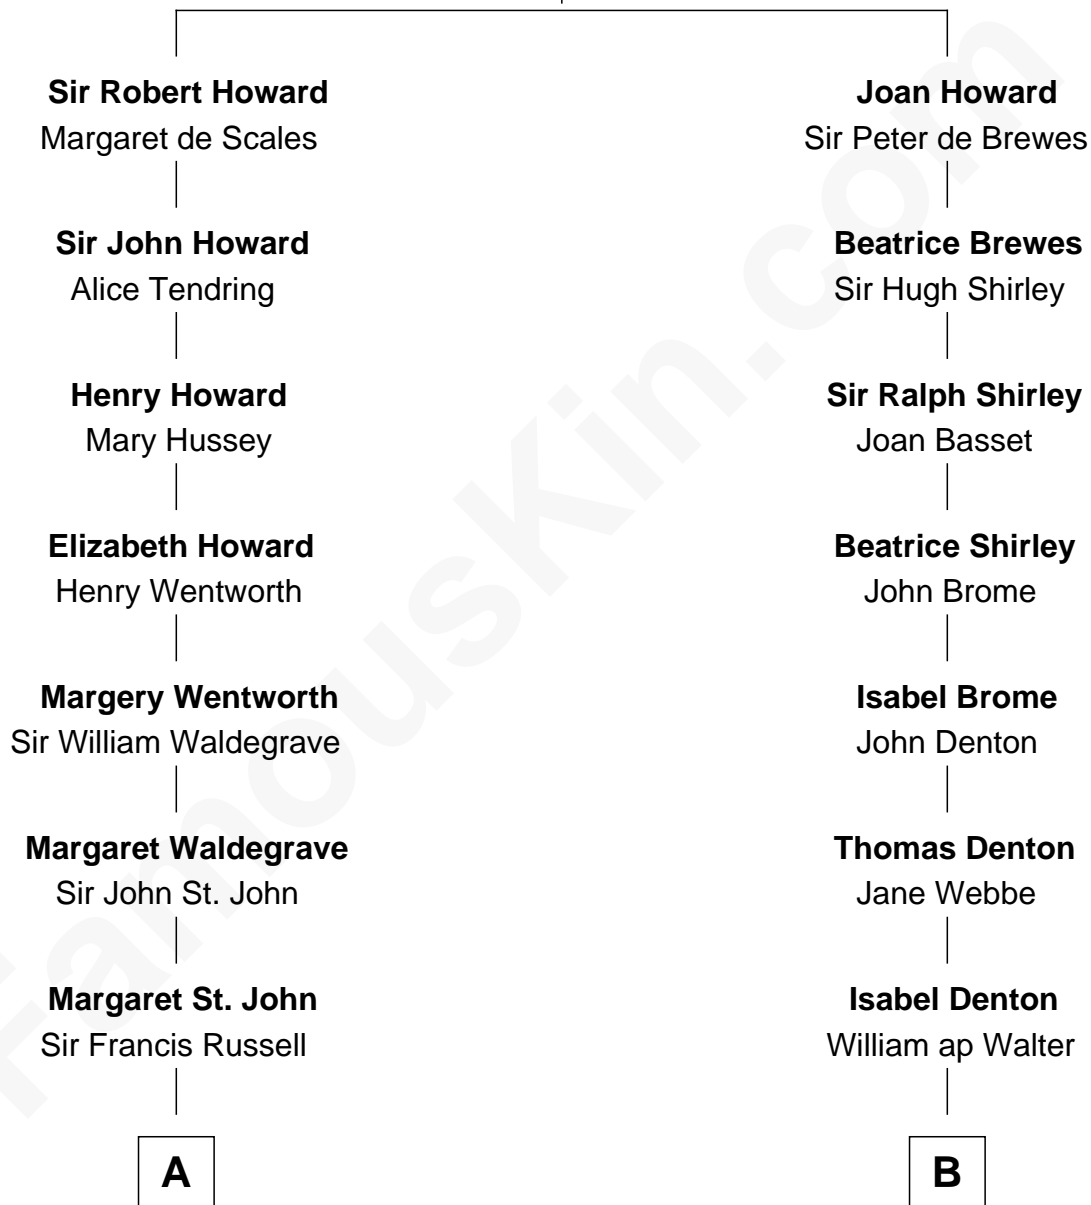 Sir Robert Howard
Margaret de Scales
Sir John Howard
Alice Tendring
Henry Howard
Mary Hussey
Elizabeth Howard
Henry Wentworth
Margery Wentworth
Sir William Waldegrave
Margaret Waldegrave
Sir John St. John
Margaret St. John
Sir Francis Russell
A
Joan Howard
Sir Peter de Brewes
Beatrice Brewes
Sir Hugh Shirley
Sir Ralph Shirley
Joan Basset
Beatrice Shirley
John Brome
Isabel Brome
John Denton
Thomas Denton
Jane Webbe
Isabel Denton
William ap Walter
B
FamousKin.com